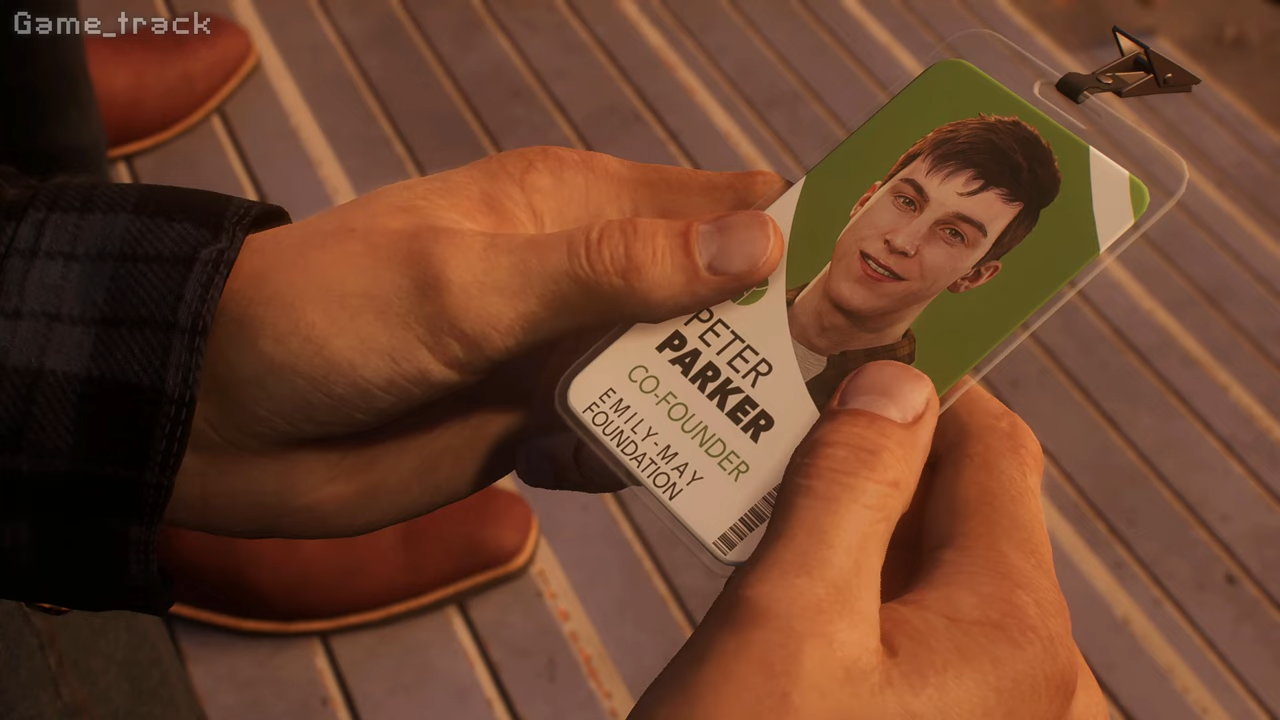 Game_track
PETER
PARKER
CO-FOUNDER
EMILY-MAY
FOUNDATION